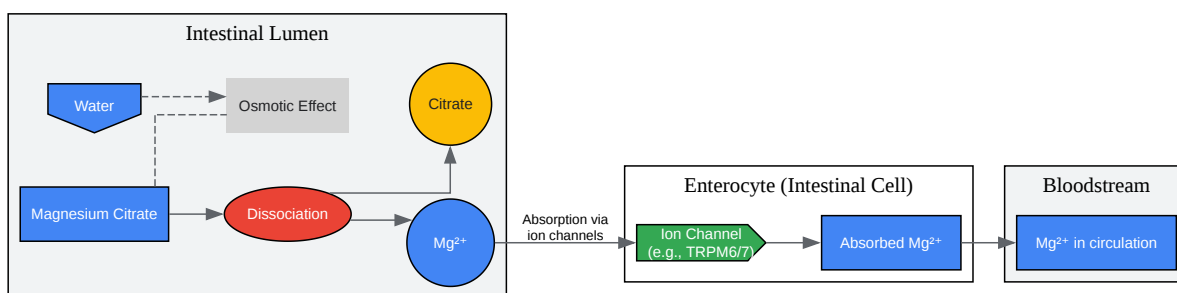 Intestinal Lumen
Water
Osmotic Effect
Citrate
Magnesium Citrate
Dissociation
Mg²⁺
Absorption via
ion channels
Enterocyte (Intestinal Cell)
Ion Channel
(e.g., TRPM6/7)
Absorbed Mg²⁺
Bloodstream
Mg²⁺ in circulation